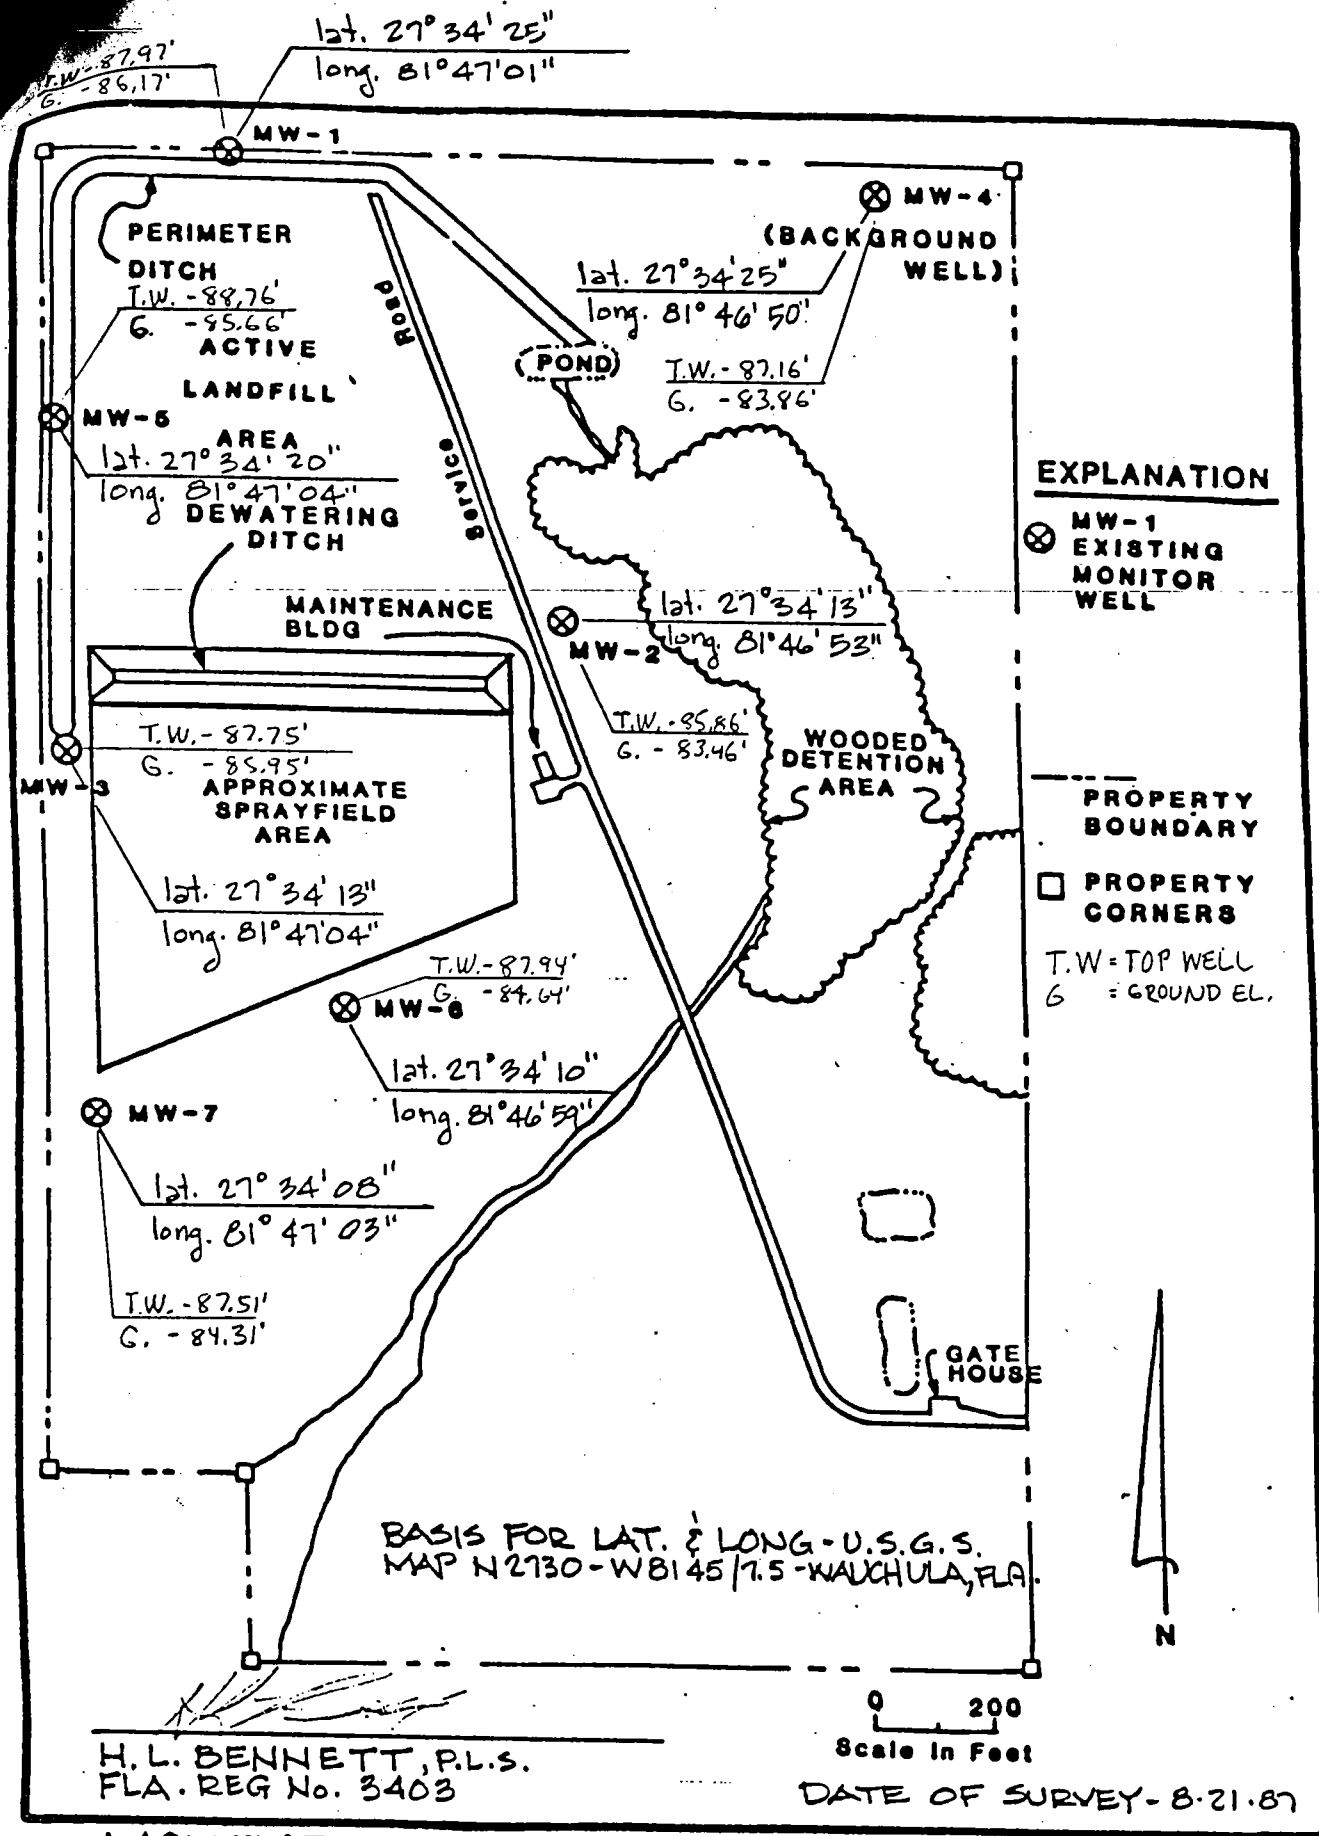 lat. 27° 34' 25"
long. 81° 47' 01"
T.W. - 87.97'
G. - 86.17'
MW-1
MW-4
(BACKGROUND
WELL)
lat. 27° 34' 25"
long. 81° 46' 50"
T.W. - 87.16'
G. - 83.86'
PERIMETER
DITCH
T.W. - 88.76'
G. - 85.66'
ACTIVE
LANDFILL
AREA
MW-5
lat. 27° 34' 20"
long. 81° 47' 04"
Service Road
(POND)
DEWATERING
DITCH
MAINTENANCE
BLDG
EXPLANATION
MW-1
EXISTING
MONITOR
WELL
lat. 27° 34' 13"
long. 81° 46' 53"
MW-2
T.W. - 85.86'
G. - 83.46'
WOODED
DETENTION
AREA
T.W. - 87.75'
G. - 85.95'
MW-3
APPROXIMATE
SPRAYFIELD
AREA
lat. 27° 34' 13"
long. 81° 47' 04"
PROPERTY
BOUNDARY
PROPERTY
CORNERS
T.W = TOP WELL
G = GROUND EL.
T.W. - 87.94'
G. - 84.64'
MW-6
lat. 27° 34' 10"
long. 81° 46' 59"
MW-7
lat. 27° 34' 08"
long. 81° 47' 03"
T.W. - 87.51'
G. - 84.31'
GATE
HOUSE
BASIS FOR LAT. & LONG - U.S.G.S.
MAP N2730-W8145/7.5 - WAUCHULA, FLA.
N
0 200
Scale In Feet
H. L. BENNETT, P.L.S.
FLA. REG No. 3403
DATE OF SURVEY - 8.21.87